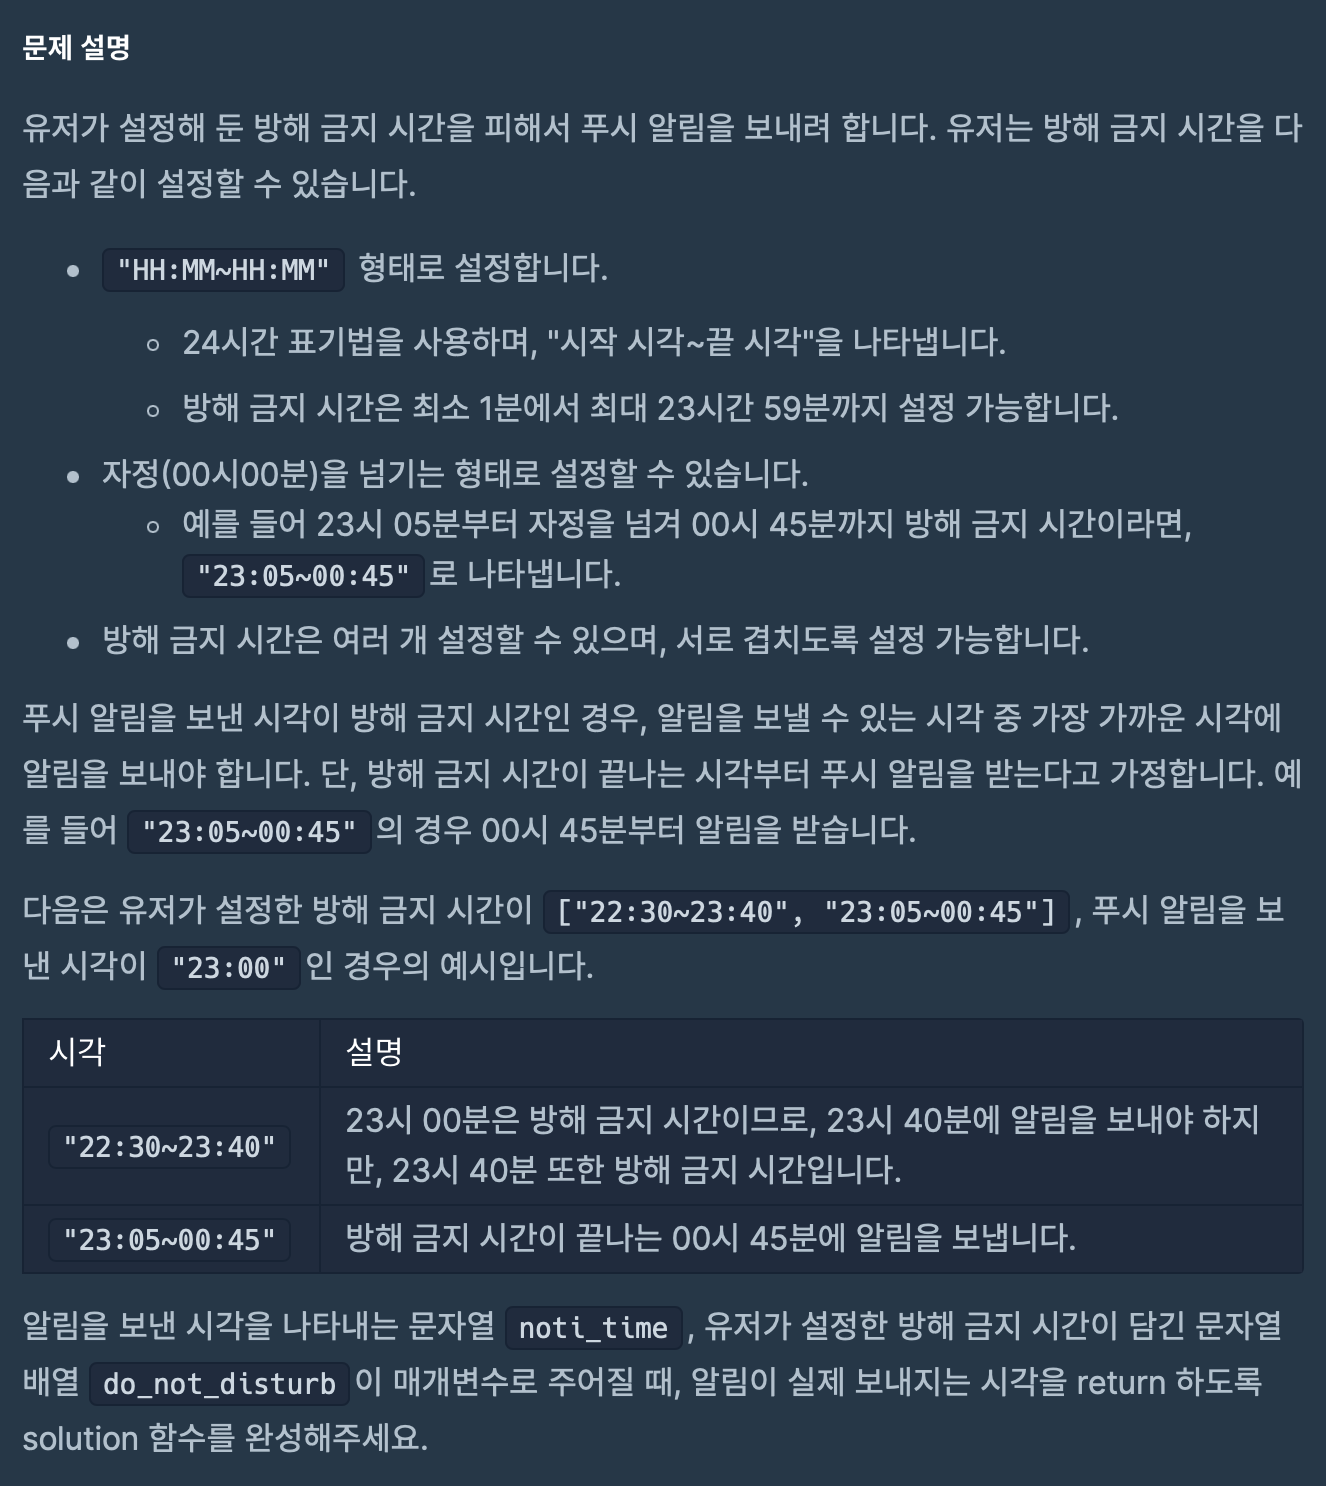 문제 설명
유저가 설정해 둔 방해 금지 시간을 피해서 푸시 알림을 보내려 합니다. 유저는 방해 금지 시간을 다
음과 같이 설정할 수 있습니다.
"HH:MM~HH:MM" 형태로 설정합니다.
24시간 표기법을 사용하며, "시작 시각~끝 시각"을 나타냅니다.
방해 금지 시간은 최소 1분에서 최대 23시간 59분까지 설정 가능합니다.
자정(00시00분)을 넘기는 형태로 설정할 수 있습니다.
예를 들어 23시 05분부터 자정을 넘겨 00시 45분까지 방해 금지 시간이라면,
"23:05~00:45"로 나타냅니다.
방해 금지 시간은 여러 개 설정할 수 있으며, 서로 겹치도록 설정 가능합니다.
푸시 알림을 보낸 시각이 방해 금지 시간인 경우, 알림을 보낼 수 있는 시각 중 가장 가까운 시각에
알림을 보내야 합니다. 단, 방해 금지 시간이 끝나는 시각부터 푸시 알림을 받는다고 가정합니다. 예
를 들어 "23:05~00:45"의 경우 00시 45분부터 알림을 받습니다.
다음은 유저가 설정한 방해 금지 시간이 ["22:30~23:40", "23:05~00:45"], 푸시 알림을 보
낸 시각이 "23:00"인 경우의 예시입니다.
시각 설명
"22:30~23:40" 23시 00분은 방해 금지 시간이므로, 23시 40분에 알림을 보내야 하지
만, 23시 40분 또한 방해 금지 시간입니다.
"23:05~00:45" 방해 금지 시간이 끝나는 00시 45분에 알림을 보냅니다.
알림을 보낸 시각을 나타내는 문자열 noti_time, 유저가 설정한 방해 금지 시간이 담긴 문자열
배열 do_not_disturb이 매개변수로 주어질 때, 알림이 실제 보내지는 시각을 return 하도록
solution 함수를 완성해주세요.